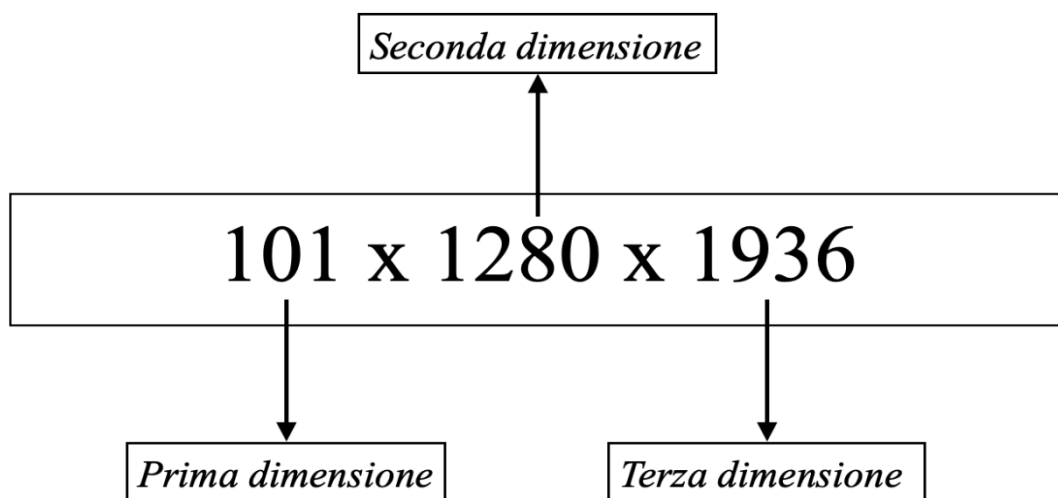 Seconda dimensione
101 x 1280 x 1936
Prima dimensione
Terza dimensione